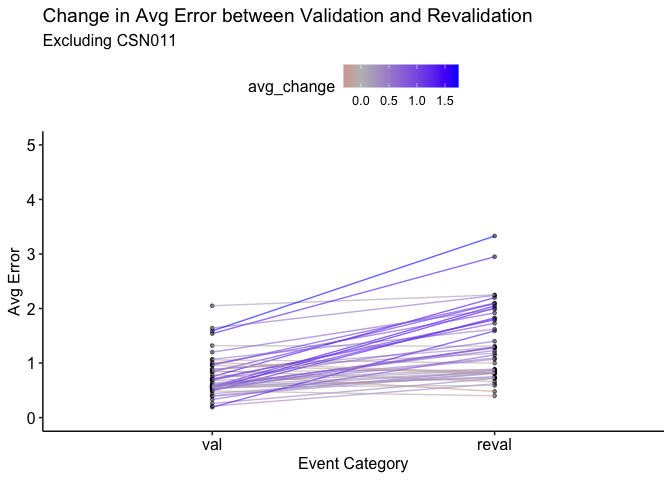 Change in Avg Error between Validation and Revalidation
Excluding CSN011
avg_change
0.0 0.5 1.0 1.5
5
4
3
2
1
0
Avg Error
val reval
Event Category